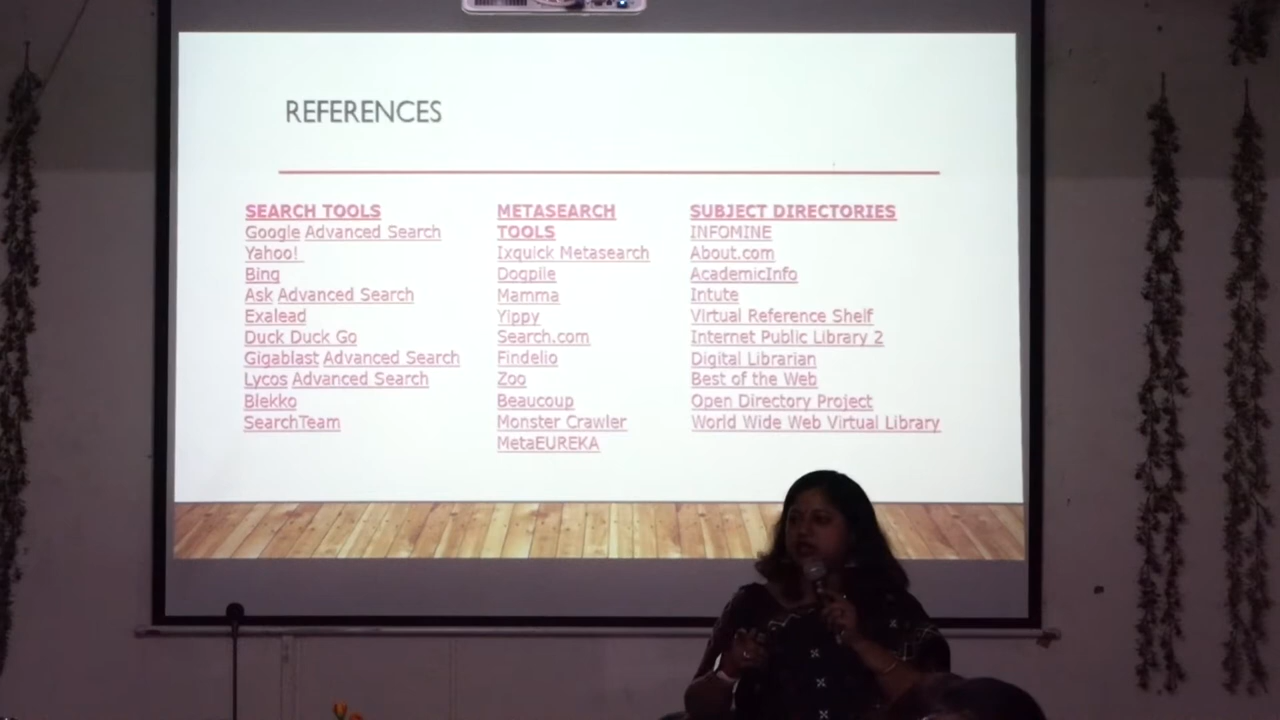 REFERENCES
SEARCH TOOLS
Google Advanced Search
Yahoo!
Bing
Ask Advanced Search
Exalead
Duck Duck Go
Gigablast Advanced Search
Lycos Advanced Search
Blekko
SearchTeam
METASEARCH
TOOLS
Ixquick Metasearch
Dogpile
Mamma
Yippy
Search.com
Findelio
Zoo
Beaucoup
Monster Crawler
MetaEUREKA
SUBJECT DIRECTORIES
INFOMINE
About.com
AcademicInfo
Intute
Virtual Reference Shelf
Internet Public Library 2
Digital Librarian
Best of the Web
Open Directory Project
World Wide Web Virtual Library